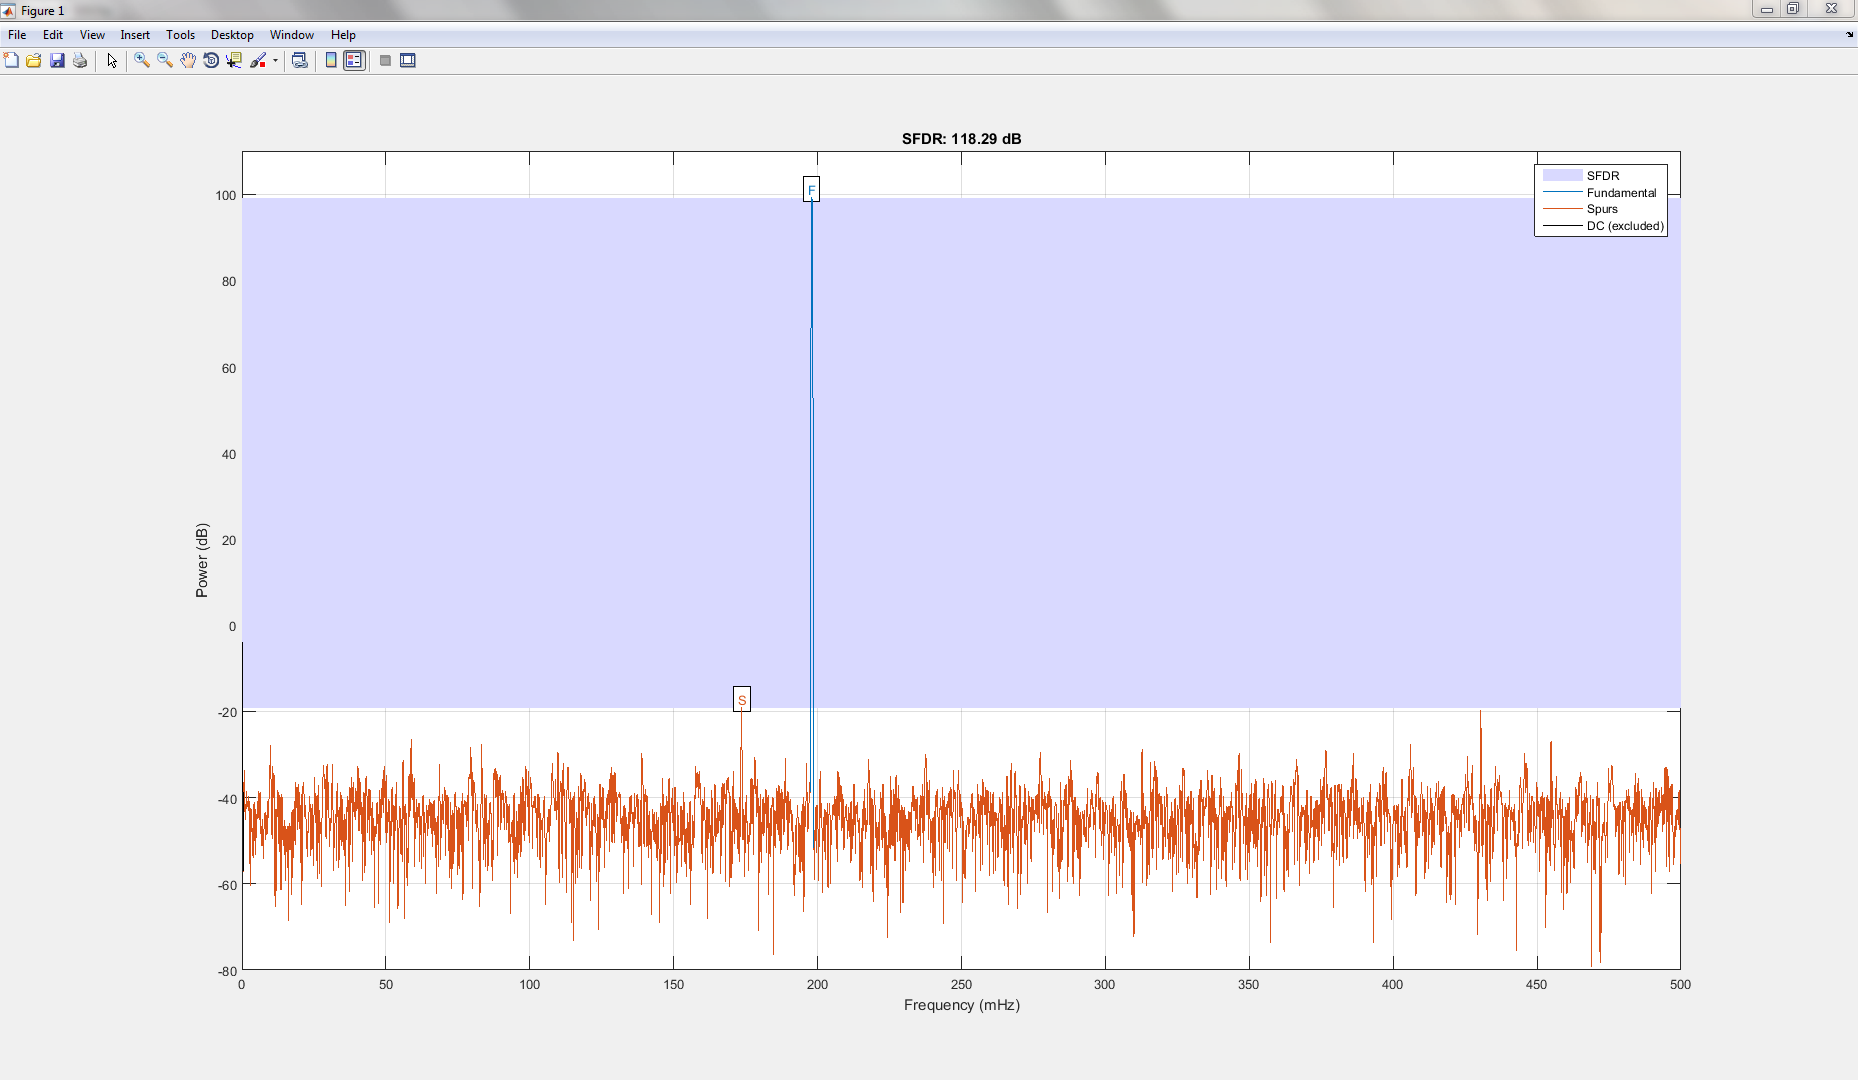 Figure 1
File Edit View Insert Tools Desktop Window Help
SFDR: 118.29 dB
F
SFDR
Fundamental
Spurs
DC (excluded)
100
80
60
40
20
0
-20
-40
-60
-80
Power (dB)
S
0 50 100 150 200 250 300 350 400 450 500
Frequency (mHz)